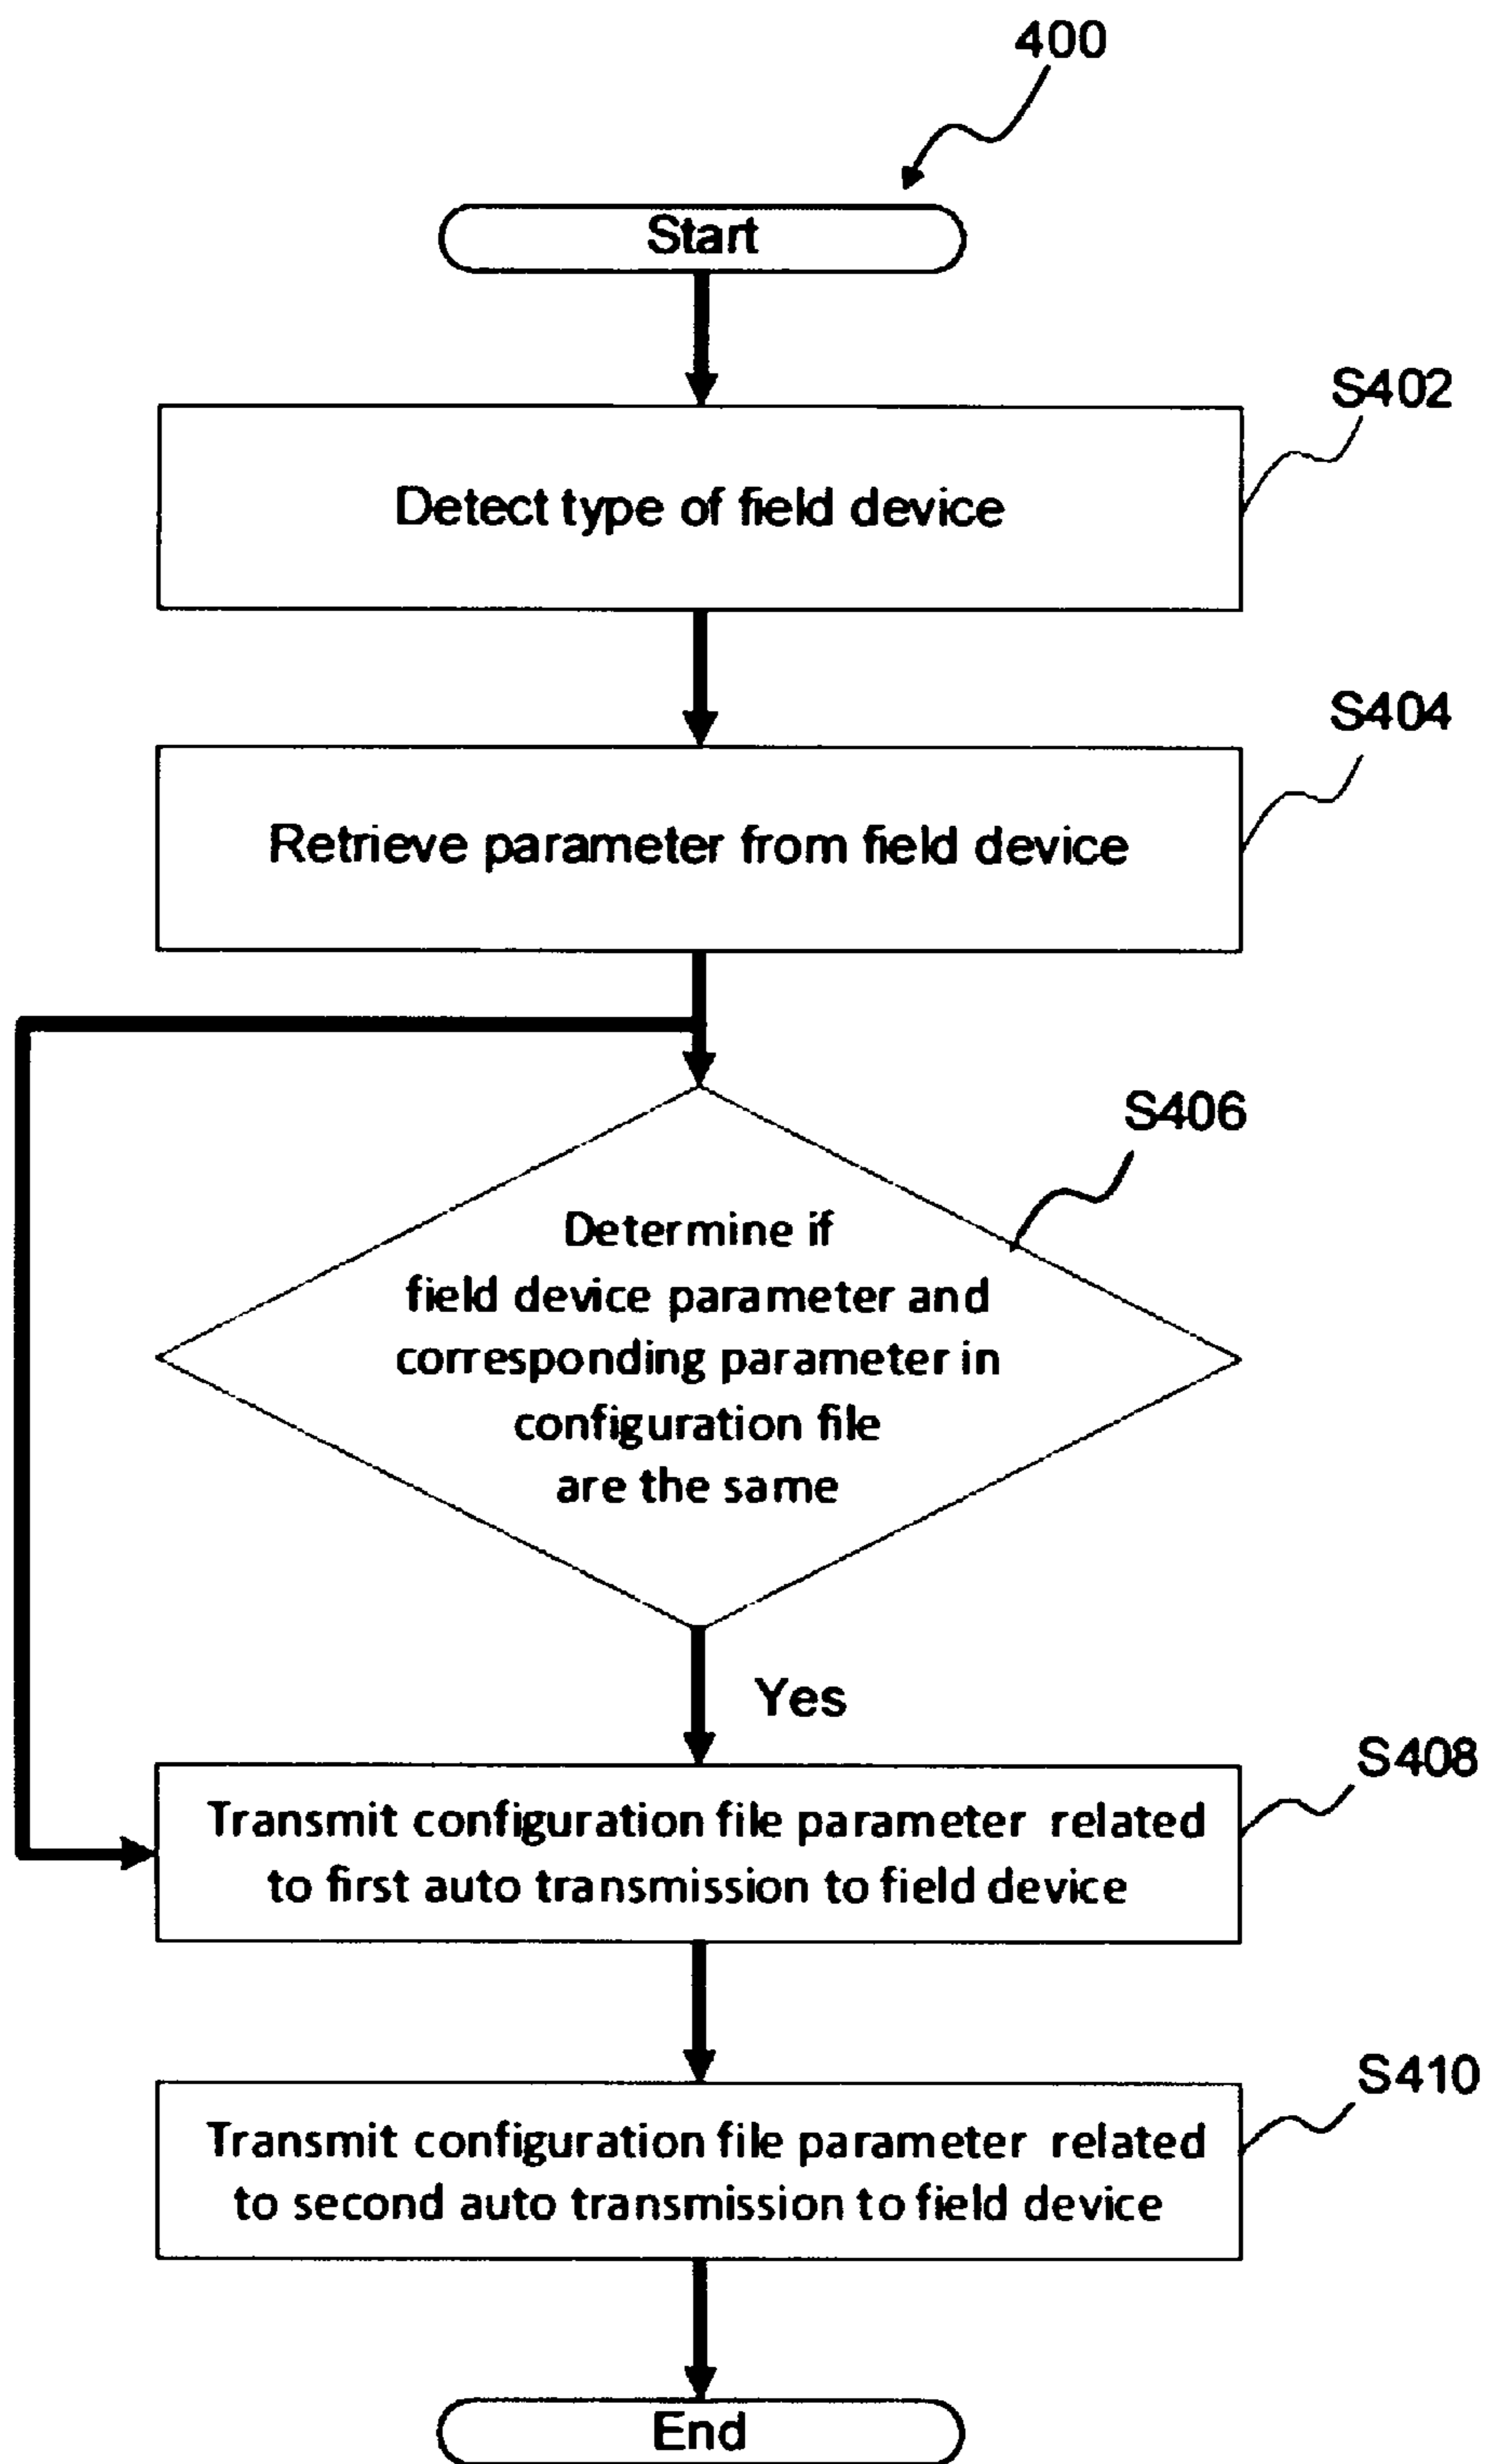 400
Start
S402
Detect type of field device
S404
Retrieve parameter from field device
S406
Determine if
field device parameter and
corresponding parameter in
configuration file
are the same
Yes
S408
Transmit configuration file parameter related
to first auto transmission to field device
S410
Transmit configuration file parameter related
to second auto transmission to field device
End